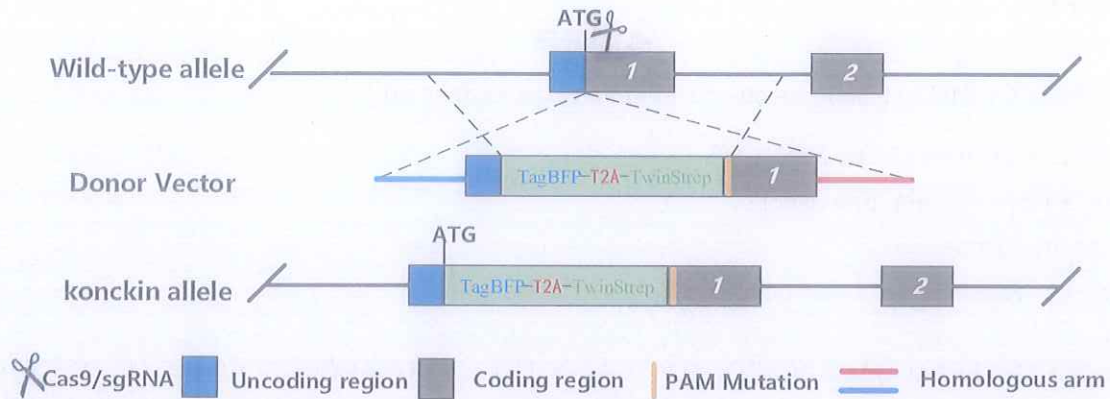 ATG
Wild-type allele
1
2
Donor Vector
TagBFP-T2A-TwinStrep
1
ATG
konckin allele
TagBFP-T2A-TwinStrep
1
2
Cas9/sgRNA
Uncoding region
Coding region
PAM Mutation
Homologous arm